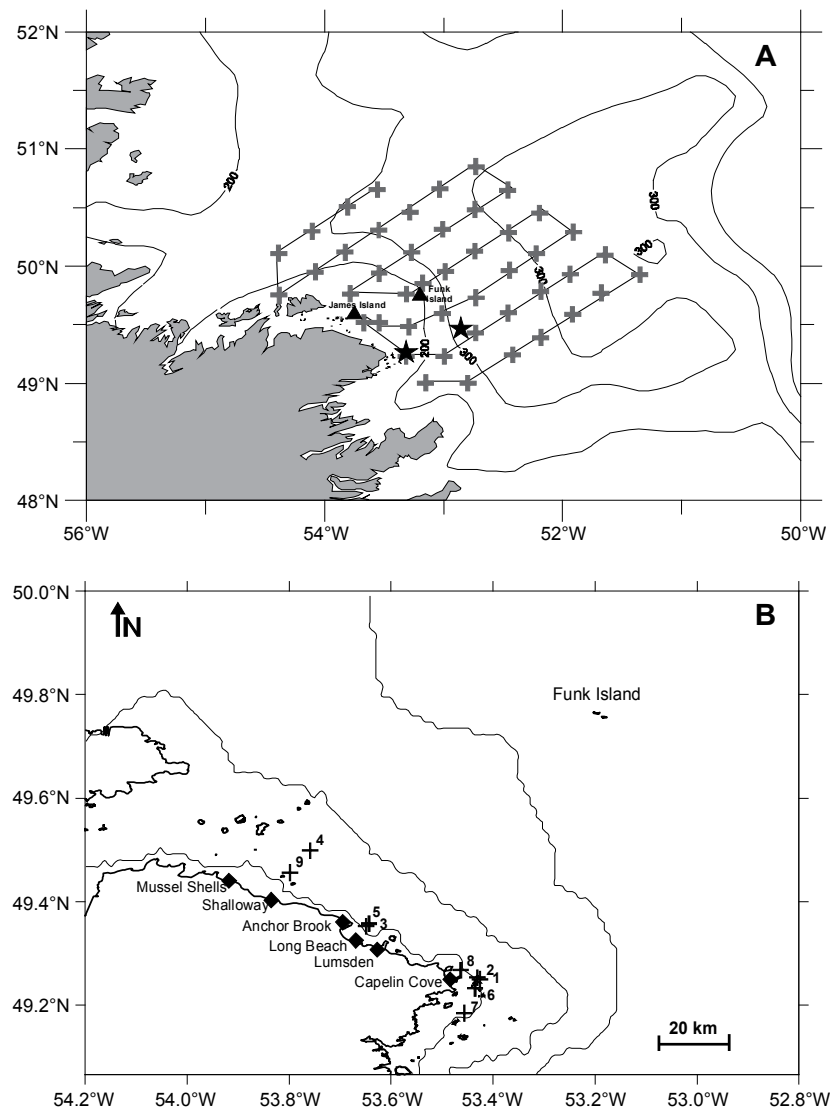 52°N
A
51°N
200
300
300
50°N
300
Funk
Island
James Island
200
300
49°N
48°N
56°W
54°W
52°W
50°W
50.0°N
N
B
Funk Island
49.8°N
49.6°N
4
9
49.4°N
Mussel Shells
Shalloway
5
Anchor Brook
3
Long Beach
Lumsden
8
Capelin Cove
2
1
6
49.2°N
7
20 km
54.2°W
54.0°W
53.8°W
53.6°W
53.4°W
53.2°W
53.0°W
52.8°W